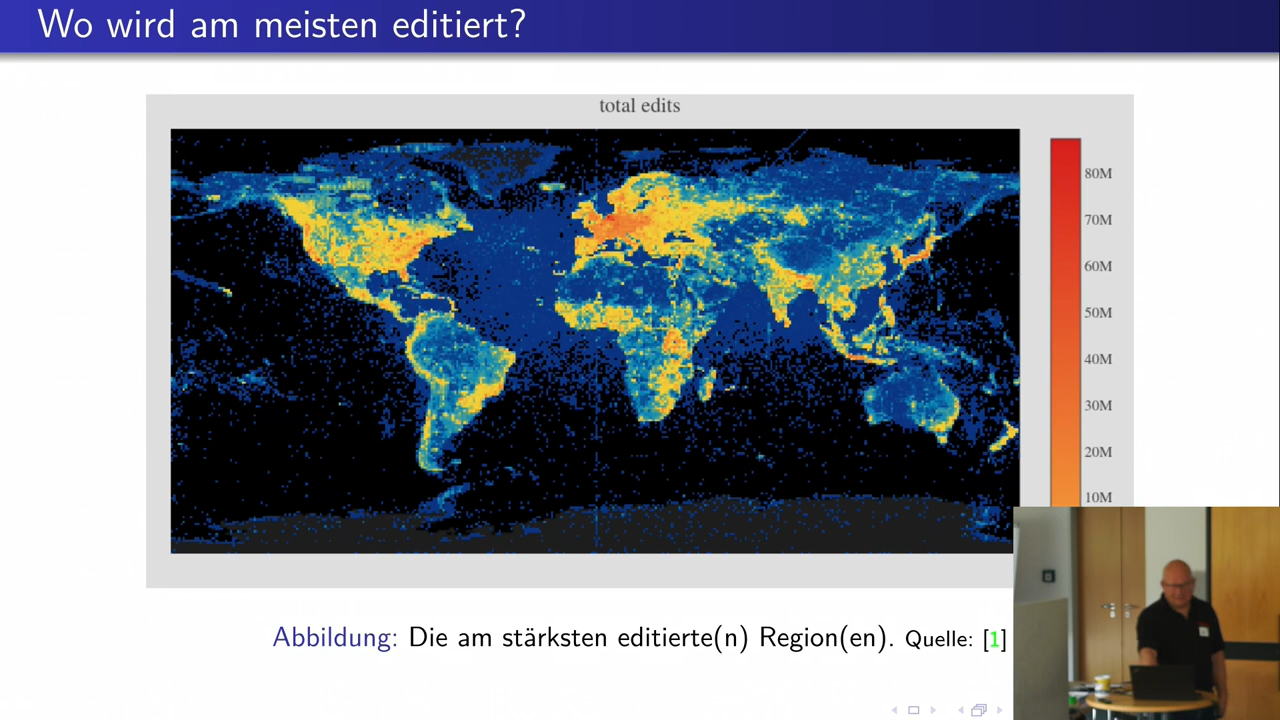 Wo wird am meisten editiert?
total edits
80M
70M
60M
50M
40M
30M
20M
10M
Abbildung: Die am stärksten editierte(n) Region(en). Quelle: [1]